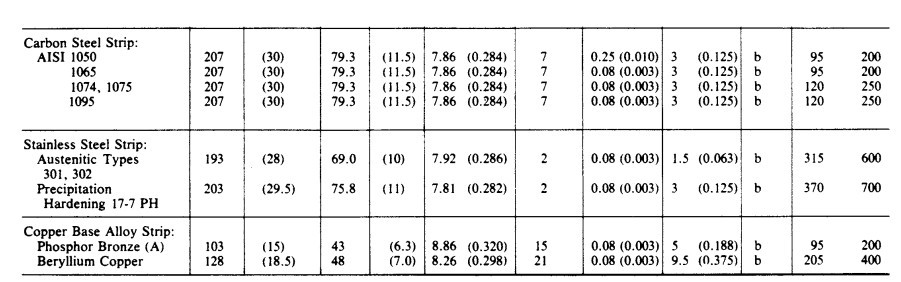 Carbon Steel Strip:
AISI 1050 207 (30) 79.3 (11.5) 7.86 (0.284) 7 0.25 (0.010) 3 (0.125) b 95 200
1065 207 (30) 79.3 (11.5) 7.86 (0.284) 7 0.08 (0.003) 3 (0.125) b 95 200
1074, 1075 207 (30) 79.3 (11.5) 7.86 (0.284) 7 0.08 (0.003) 3 (0.125) b 120 250
1095 207 (30) 79.3 (11.5) 7.86 (0.284) 7 0.08 (0.003) 3 (0.125) b 120 250
Stainless Steel Strip:
Austenitic Types 193 (28) 69.0 (10) 7.92 (0.286) 2 0.08 (0.003) 1.5 (0.063) b 315 600
301, 302
Precipitation 203 (29.5) 75.8 (11) 7.81 (0.282) 2 0.08 (0.003) 3 (0.125) b 370 700
Hardening 17-7 PH
Copper Base Alloy Strip:
Phosphor Bronze (A) 103 (15) 43 (6.3) 8.86 (0.320) 15 0.08 (0.003) 5 (0.188) b 95 200
Beryllium Copper 128 (18.5) 48 (7.0) 8.26 (0.298) 21 0.08 (0.003) 9.5 (0.375) b 205 400